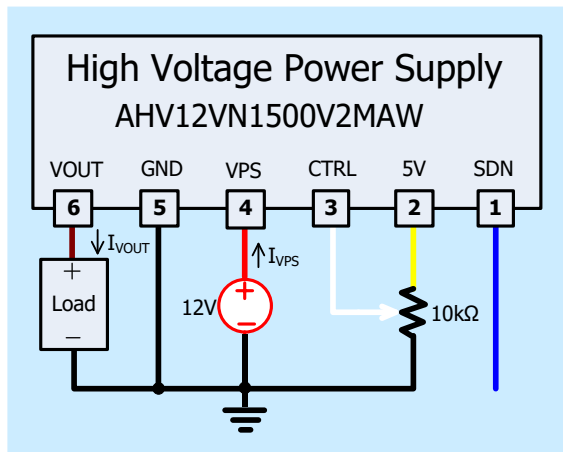 High Voltage Power Supply
AHV12VN1500V2MAW
VOUT GND VPS CTRL 5V SDN
6 5 4 3 2 1
IVOUT IVPS
+
Load
−
12V
+
−
10kΩ